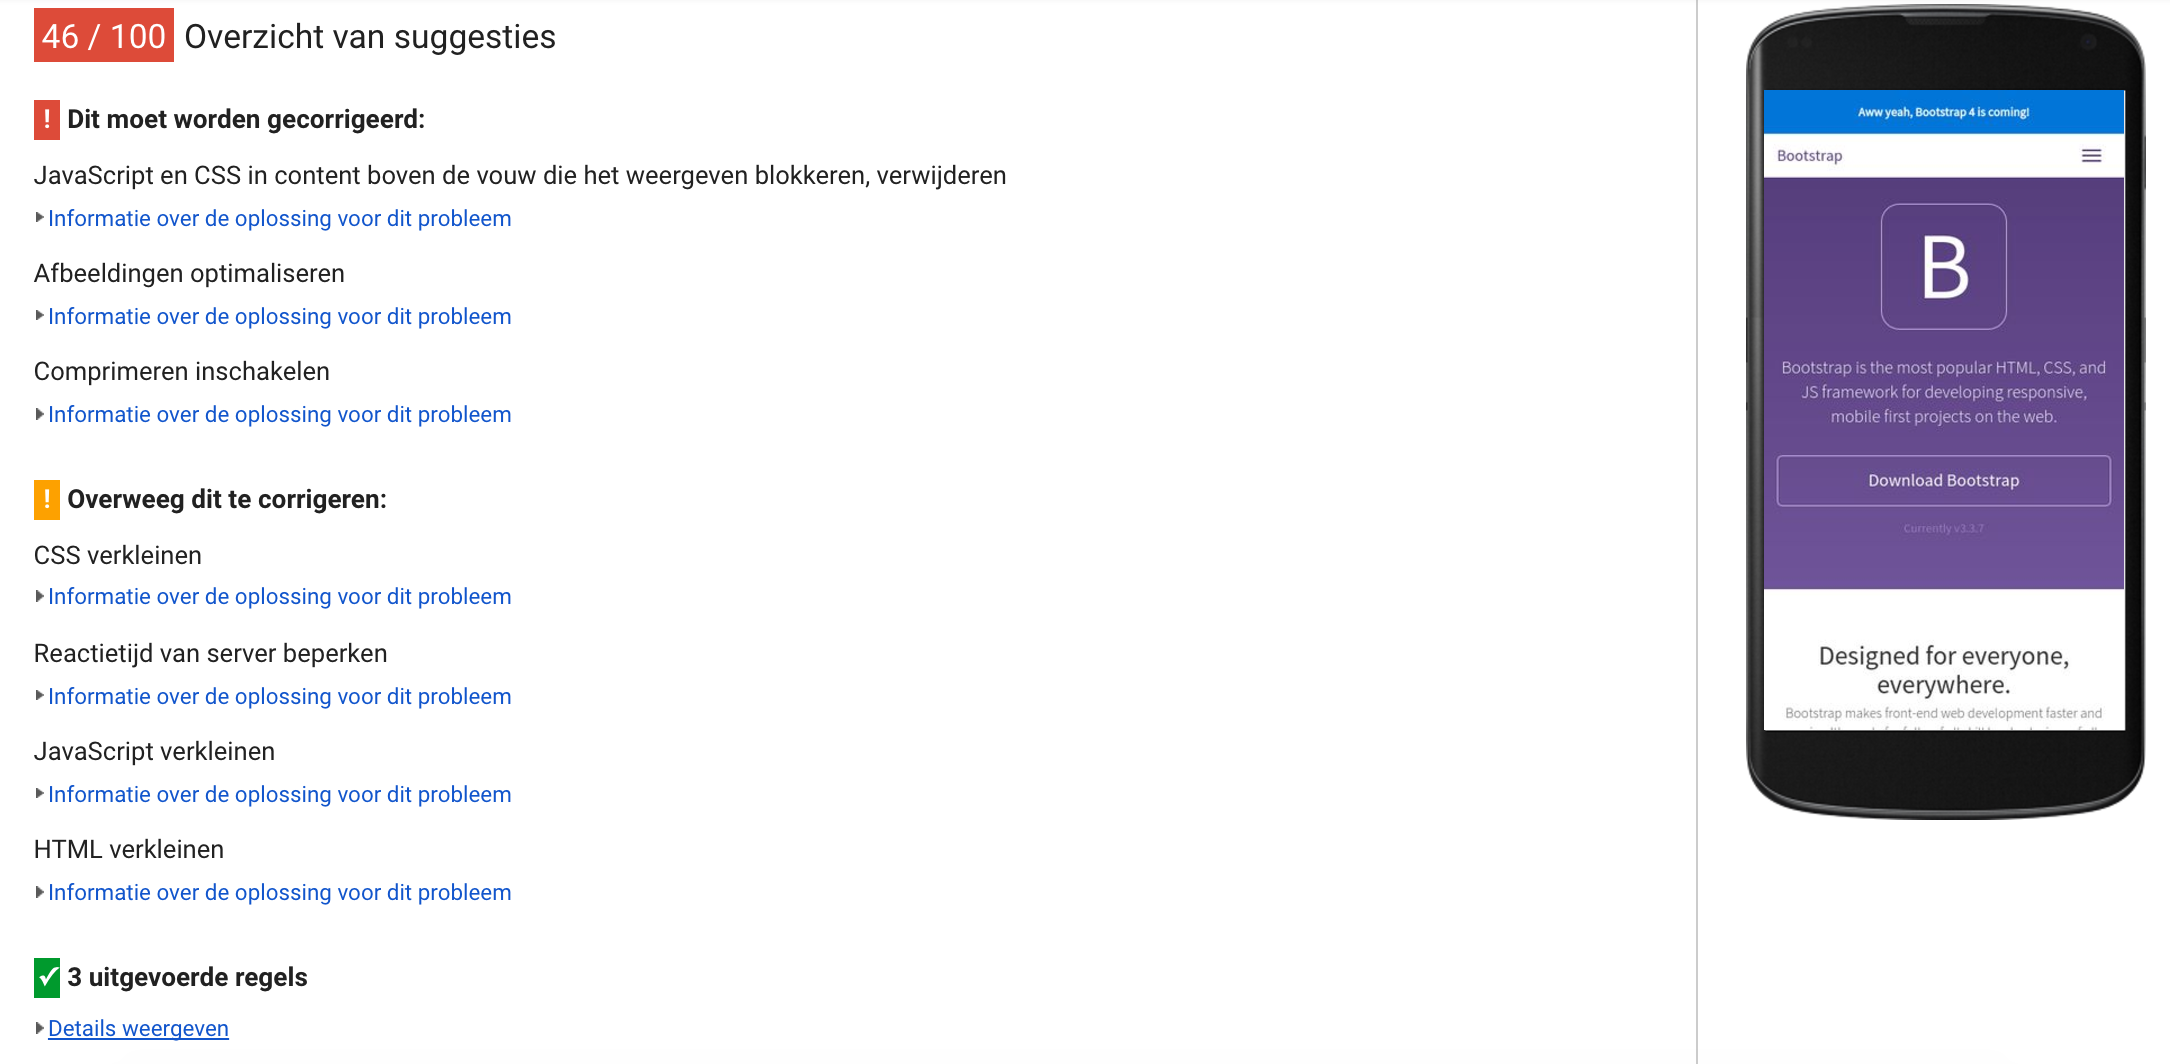 46 / 100 Overzicht van suggesties
! Dit moet worden gecorrigeerd:
JavaScript en CSS in content boven de vouw die het weergeven blokkeren, verwijderen
Informatie over de oplossing voor dit probleem
Afbeeldingen optimaliseren
Informatie over de oplossing voor dit probleem
Comprimeren inschakelen
Informatie over de oplossing voor dit probleem
! Overweeg dit te corrigeren:
CSS verkleinen
Informatie over de oplossing voor dit probleem
Reactietijd van server beperken
Informatie over de oplossing voor dit probleem
JavaScript verkleinen
Informatie over de oplossing voor dit probleem
HTML verkleinen
Informatie over de oplossing voor dit probleem
3 uitgevoerde regels
Details weergeven
Aww yeah, Bootstrap 4 is coming!
Bootstrap
B
Bootstrap is the most popular HTML, CSS, and
JS framework for developing responsive,
mobile first projects on the web.
Download Bootstrap
Currently v3.3.7
Designed for everyone,
everywhere.
Bootstrap makes front-end web development faster and